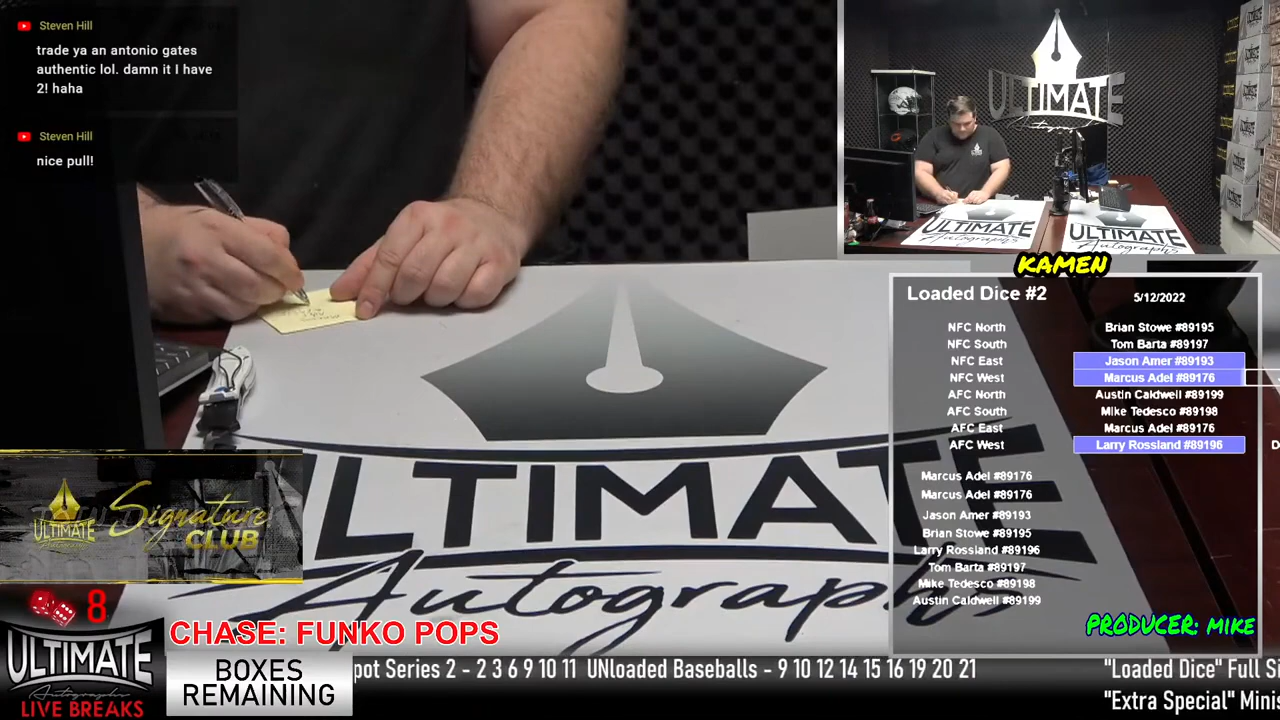 Steven Hill
trade ya an antonio gates
authentic lol. damn it I have
2! haha
Steven Hill
nice pull!
ULTIMATE
ULTIMATE
Autographs
ULTIMATE
Autographs
KAMEN
Loaded Dice #2
5/12/2022
NFC North Brian Stowe #89195
NFC South Tom Barta #89197
NFC East Jason Amer #89193
NFC West Marcus Adel #89176
AFC North Austin Caldwell #89199
AFC South Mike Tedesco #89198
AFC East Marcus Adel #89176
AFC West Larry Rossland #89196
D
Marcus Adel #89176
Marcus Adel #89176
Jason Amer #89193
Brian Stowe #89195
Larry Rossland #89196
Tom Barta #89197
Mike Tedesco #89198
Austin Caldwell #89199
PRODUCER: MIKE
ULTIMATE
Autographs
ULTIMATE
Signature
CLUB
8
ULTIMATE
Autographs
LIVE BREAKS
CHASE: FUNKO POPS
BOXES
REMAINING
pot Series 2 - 2 3 6 9 10 11 UNloaded Baseballs - 9 10 12 14 15 16 19 20 21
"Loaded Dice" Full Si
"Extra Special" Minis